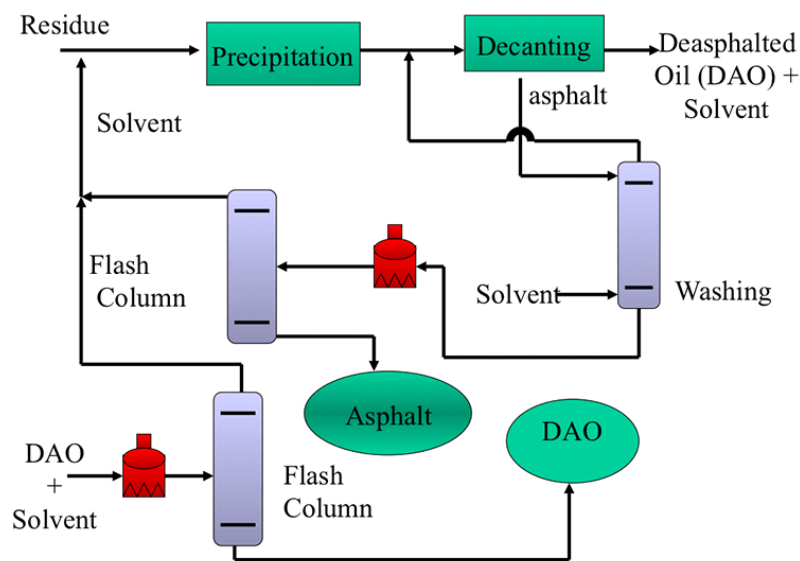 Residue
Precipitation
Decanting
Deasphalted
Oil (DAO) +
Solvent
asphalt
Solvent
Flash
Column
Solvent
Washing
Asphalt
DAO
DAO
+
Solvent
Flash
Column